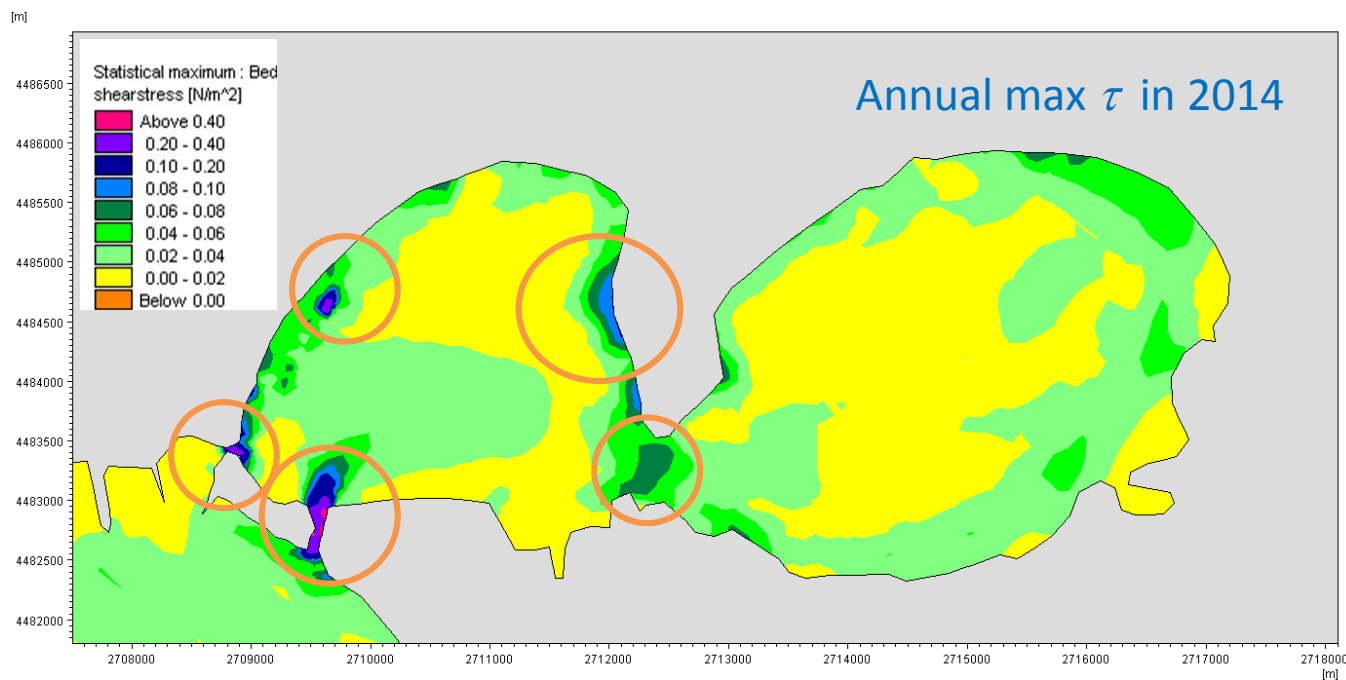 [m]
Annual max τ in 2014
Statistical maximum : Bed
shearstress [N/m^2]
Above 0.40
0.20 - 0.40
0.10 - 0.20
0.08 - 0.10
0.06 - 0.08
0.04 - 0.06
0.02 - 0.04
0.00 - 0.02
Below 0.00
4486500
4486000
4485500
4485000
4484500
4484000
4483500
4483000
4482500
4482000
2708000 2709000 2710000 2711000 2712000 2713000 2714000 2715000 2716000 2717000 2718000
[m]